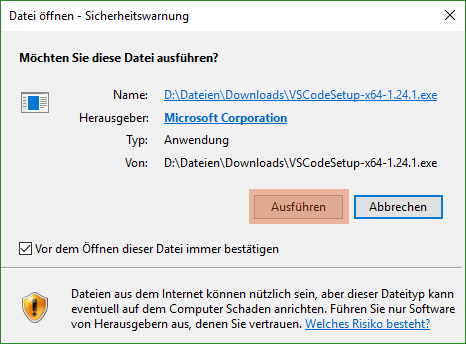 Datei öffnen - Sicherheitswarnung
Möchten Sie diese Datei ausführen?
Name: D:\Dateien\Downloads\VSCodeSetup-x64-1.24.1.exe
Herausgeber: Microsoft Corporation
Typ: Anwendung
Von: D:\Dateien\Downloads\VSCodeSetup-x64-1.24.1.exe
Ausführen Abbrechen
Vor dem Öffnen dieser Datei immer bestätigen
Dateien aus dem Internet können nützlich sein, aber dieser Dateityp kann
eventuell auf dem Computer Schaden anrichten. Führen Sie nur Software
von Herausgebern aus, denen Sie vertrauen. Welches Risiko besteht?